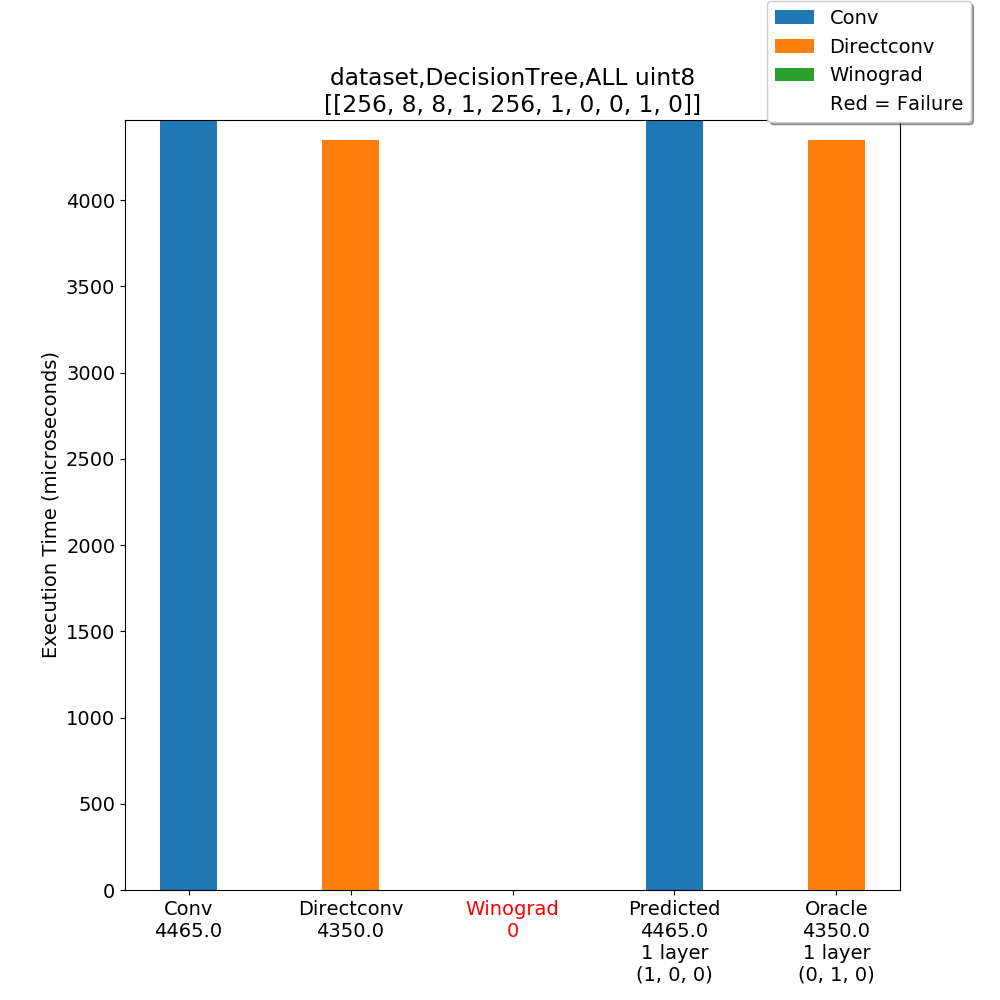 Conv
Directconv
Winograd
Red = Failure
dataset,DecisionTree,ALL uint8
[[256, 8, 8, 1, 256, 1, 0, 0, 1, 0]]
Execution Time (microseconds)
4000
3500
3000
2500
2000
1500
1000
500
0
Conv
4465.0
Directconv
4350.0
Winograd
0
Predicted
4465.0
1 layer
(1, 0, 0)
Oracle
4350.0
1 layer
(0, 1, 0)